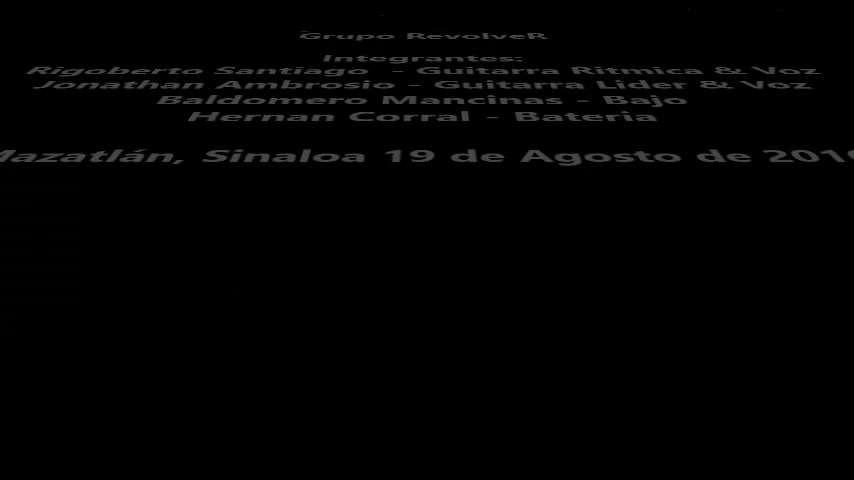 Grupo RevolveR
Integrantes:
Rigoberto Santiago - Guitarra Ritmica & Voz
Jonathan Ambrosio - Guitarra Lider & Voz
Baldomero Mancinas - Bajo
Hernan Corral - Bateria
Mazatlán, Sinaloa 19 de Agosto de